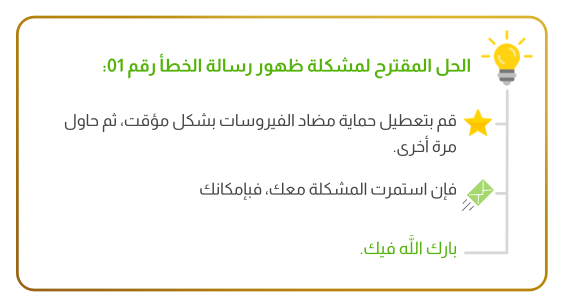 الحل المقترح لمشكلة ظهور رسالة الخطأ رقم 01:
قم بتعطيل حماية مضاد الفيروسات بشكل مؤقت، ثم حاول
مرة أخرى.
فإن استمرت المشكلة معك، فبإمكانك
بارك اللَّه فيك.